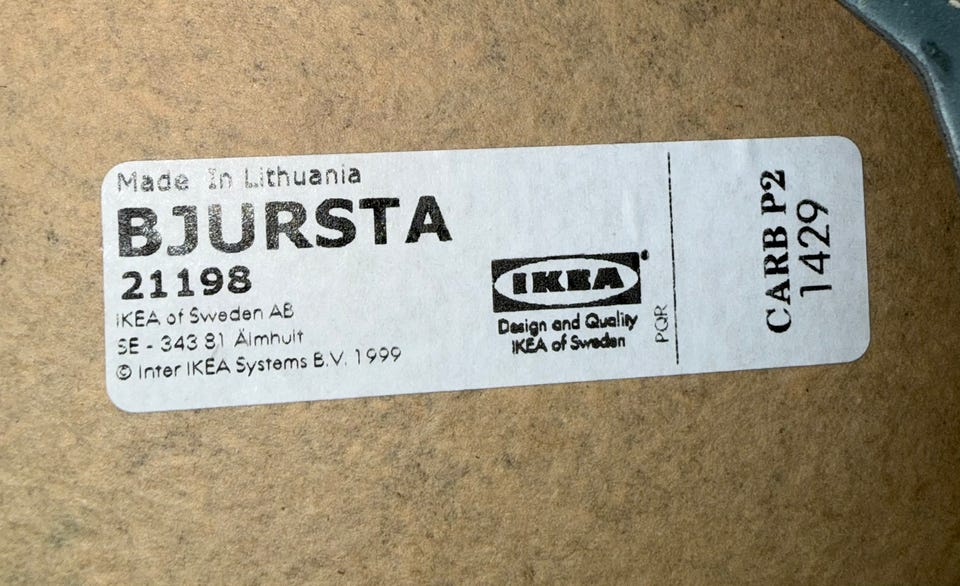 Made In Lithuania
BJURSTA
21198
IKEA of Sweden AB
SE - 343 81 Älmhult
© Inter IKEA Systems B.V. 1999
IKEA
Design and Quality
IKEA of Sweden
PQR
CARB P2
1429